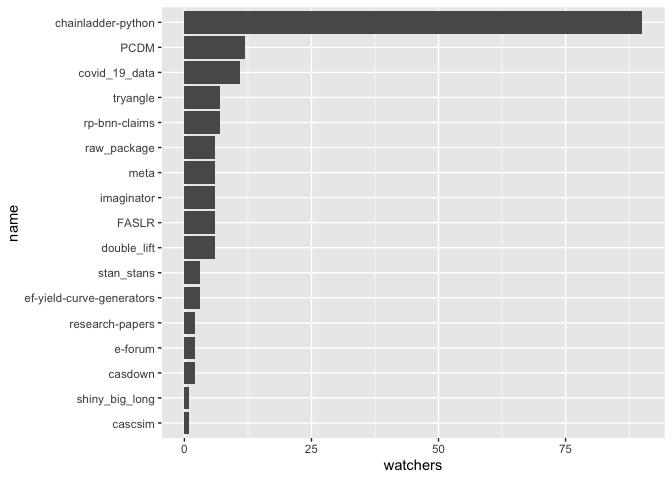 chainladder-python
PCDM
covid_19_data
tryangle
rp-bnn-claims
raw_package
meta
imaginator
FASLR
double_lift
stan_stans
ef-yield-curve-generators
research-papers
e-forum
casdown
shiny_big_long
cascsim
name
0 25 50 75
watchers